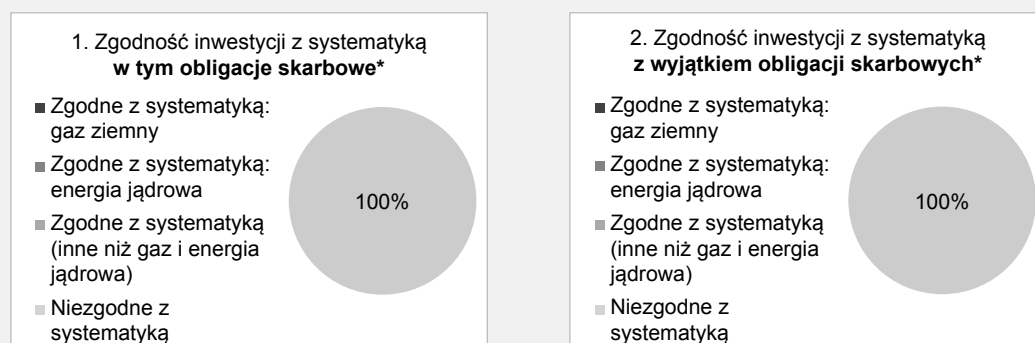 1. Zgodność inwestycji z systematyką
w tym obligacje skarbowe*
Zgodne z systematyką:
gaz ziemny
Zgodne z systematyką:
energia jądrowa
Zgodne z systematyką
(inne niż gaz i energia
jądrowa)
Niezgodne z
systematyką
100%
2. Zgodność inwestycji z systematyką
z wyjątkiem obligacji skarbowych*
Zgodne z systematyką:
gaz ziemny
Zgodne z systematyką:
energia jądrowa
Zgodne z systematyką
(inne niż gaz i energia
jądrowa)
Niezgodne z
systematyką
100%